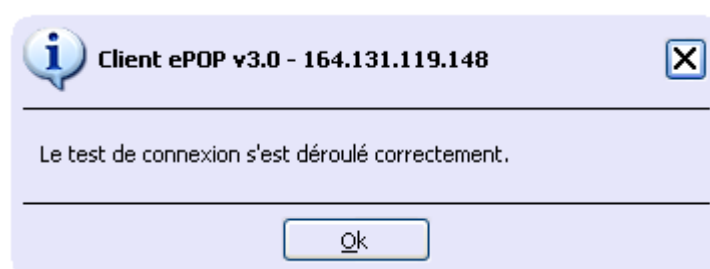 Client ePOP v3.0 - 164.131.119.148
Le test de connexion s'est déroulé correctement.
Ok